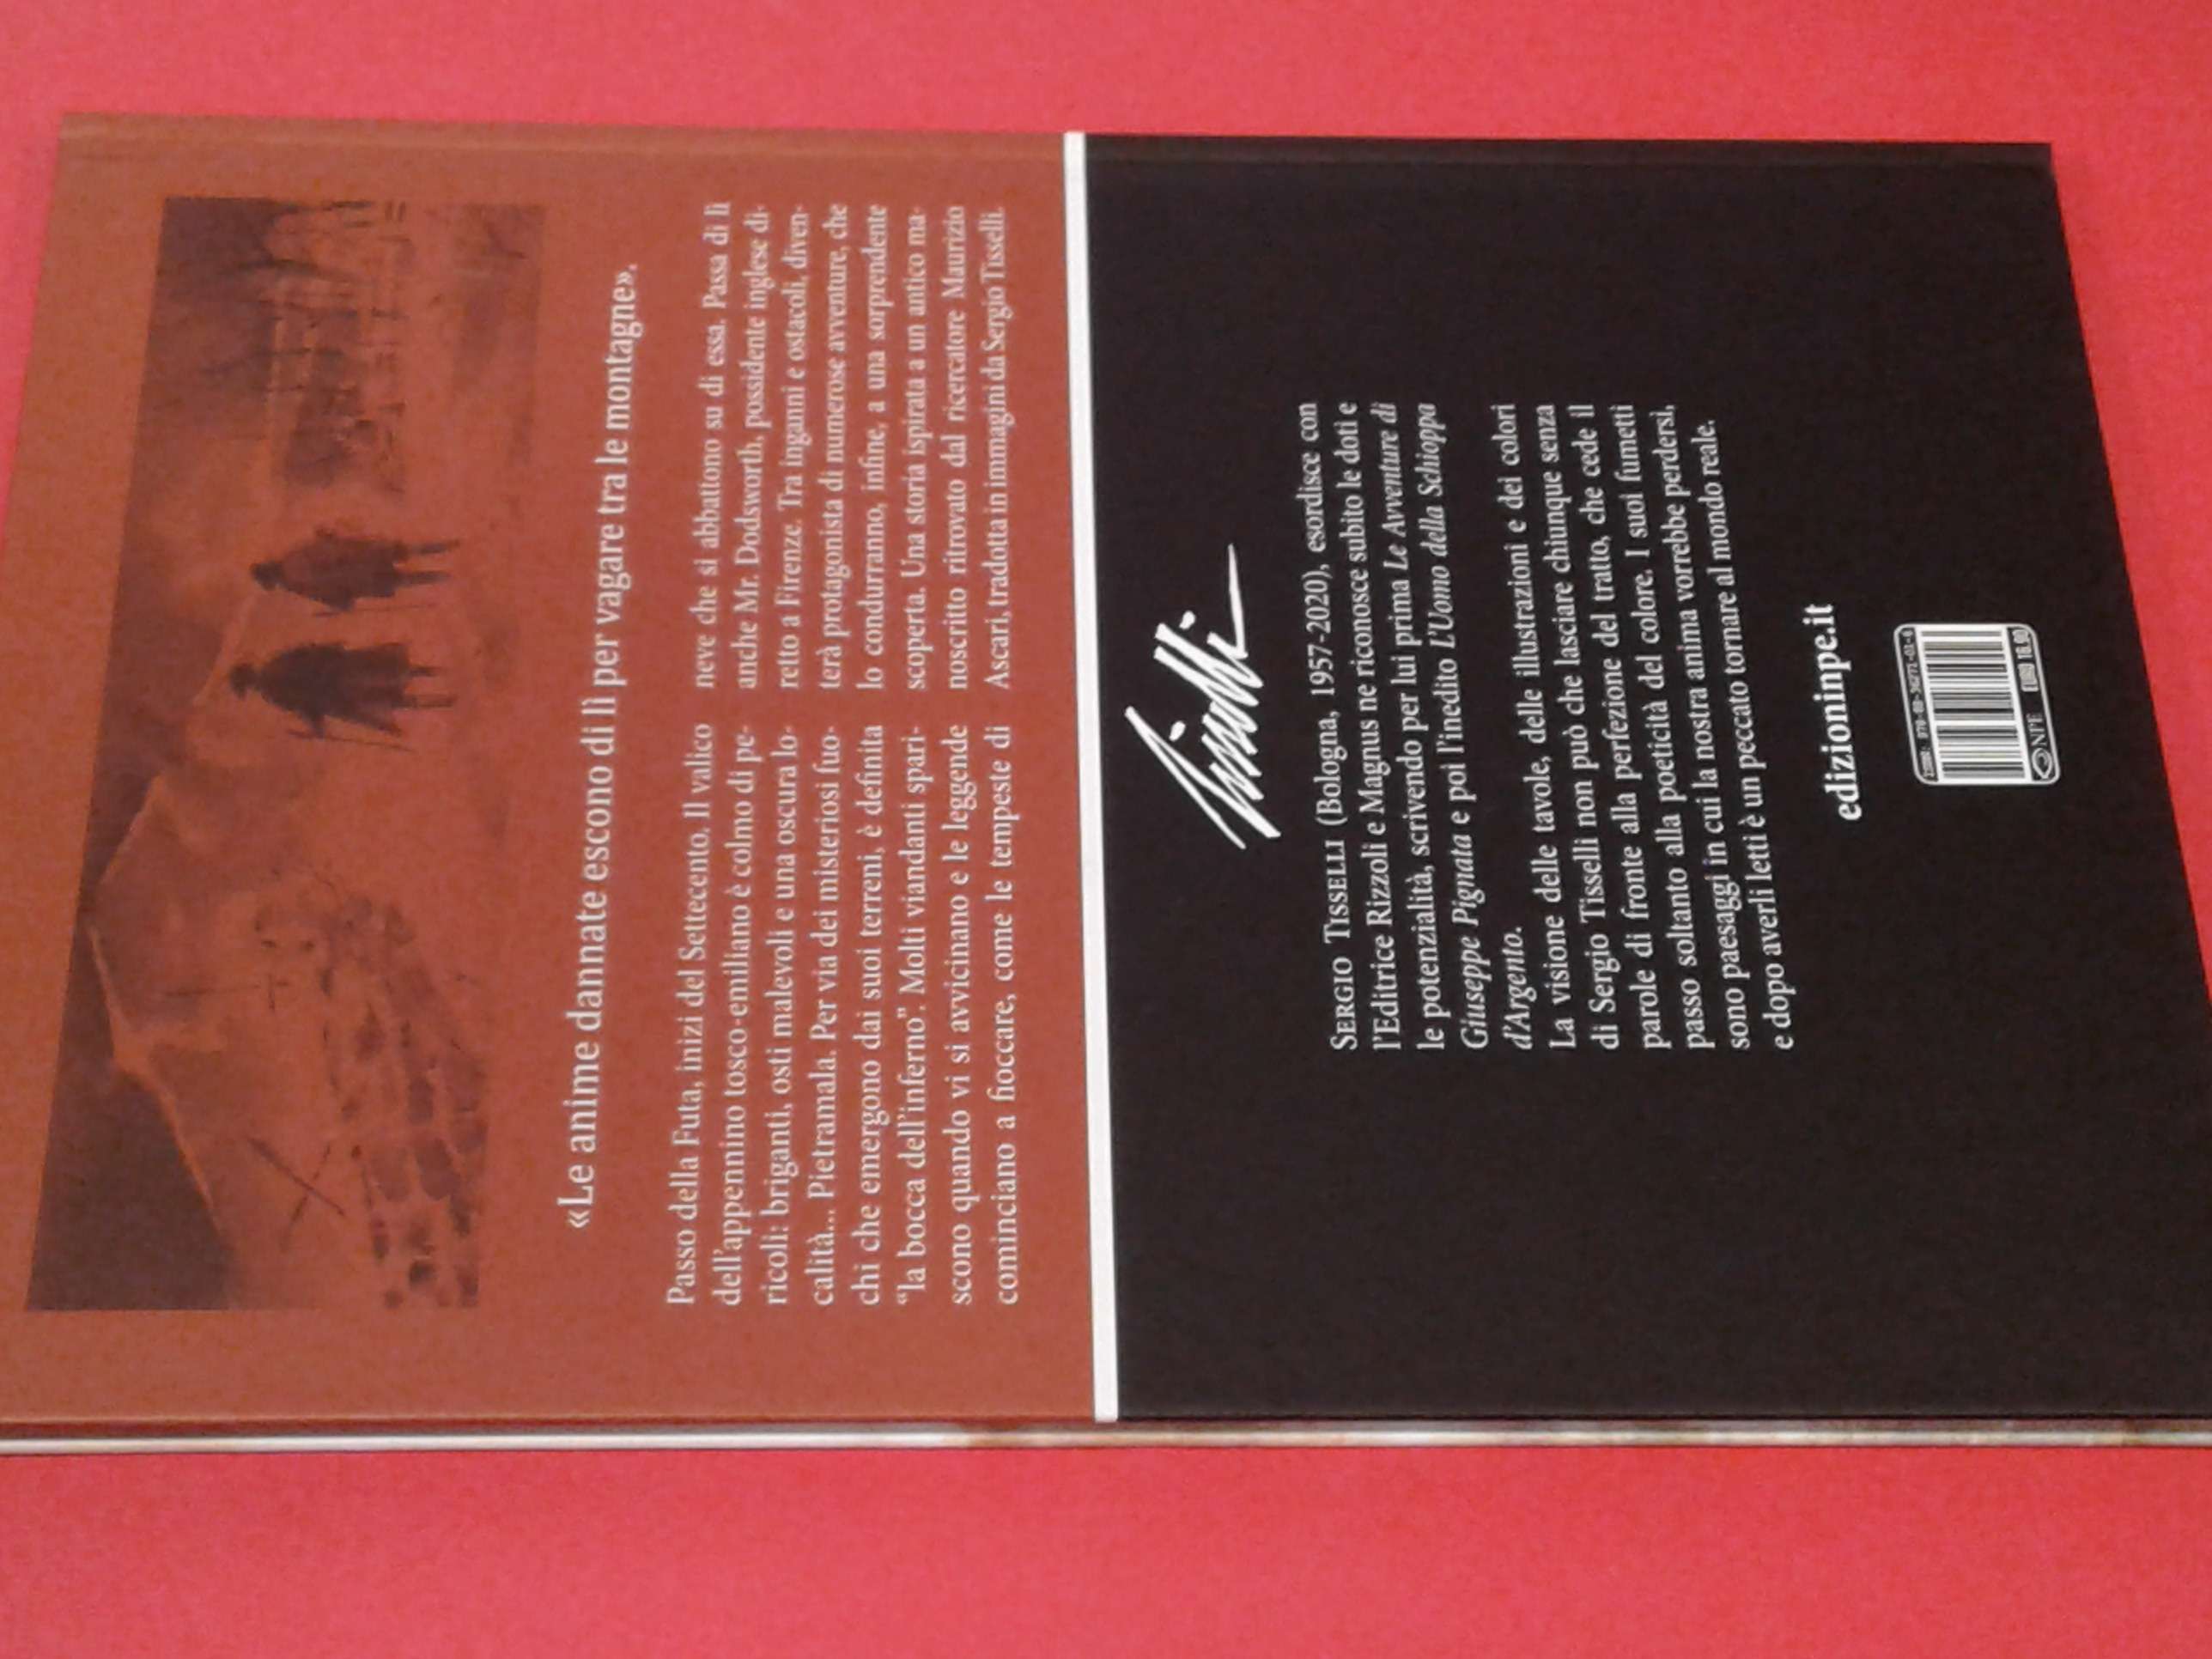 «Le anime dannate escono di lì per vagare tra le montagne».
Passo della Futa, inizi del Settecento. Il valico
dell'appennino tosco-emiliano è colmo di pe-
ricoli: briganti, osti malevoli e una oscura lo-
calità... Pietramala. Per via dei misteriosi fuo-
chi che emergono dai suoi terreni, è definita
"la bocca dell'inferno". Molti viandanti spari-
scono quando vi si avvicinano e le leggende
cominciano a fioccare, come le tempeste di
neve che si abbattono su di essa. Passa di lì
anche Mr. Dodsworth, possidente inglese di-
retto a Firenze. Tra inganni e ostacoli, diven-
terà protagonista di numerose avventure, che
lo condurranno, infine, a una sorprendente
scoperta. Una storia ispirata a un antico ma-
noscritto ritrovato dal ricercatore Maurizio
Ascari, tradotta in immagini da Sergio Tisselli.
Tisselli
SERGIO TISSELLI (Bologna, 1957-2020), esordisce con
l'Editrice Rizzoli e Magnus ne riconosce subito le doti e
le potenzialità, scrivendo per lui prima Le Avventure di
Giuseppe Pignata e poi l'inedito L'Uomo della Schioppa
d'Argento.
La visione delle tavole, delle illustrazioni e dei colori
di Sergio Tisselli non può che lasciare chiunque senza
parole di fronte alla perfezione del tratto, che cede il
passo soltanto alla poeticità del colore. I suoi fumetti
sono paesaggi in cui la nostra anima vorrebbe perdersi,
e dopo averli letti è un peccato tornare al mondo reale.
edizioninpe.it
NPE EURO 16.90